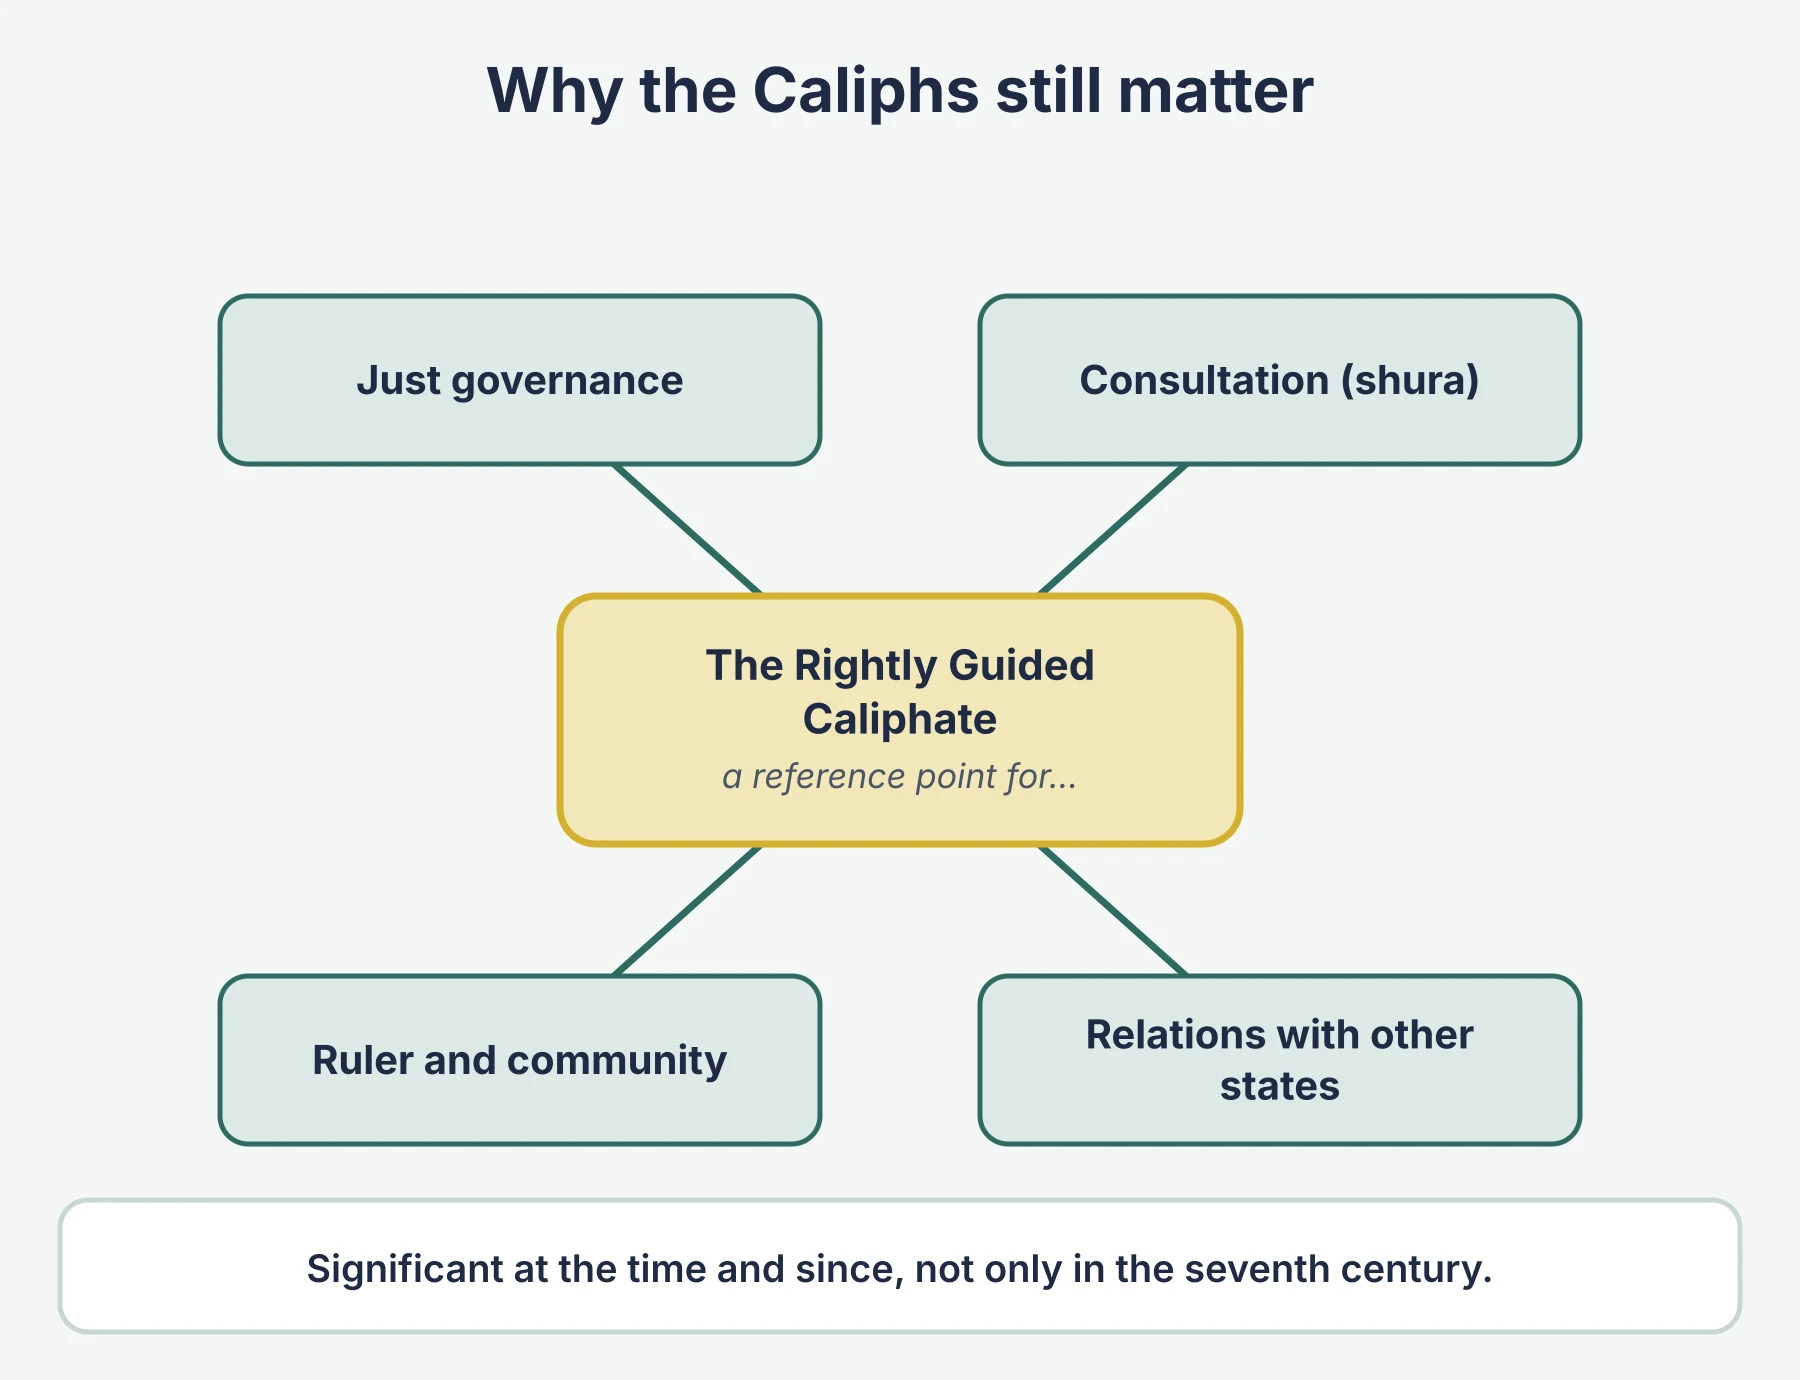 Why the Caliphs still matter
Just governance
Consultation (shura)
The Rightly Guided
Caliphate
a reference point for...
Ruler and community
Relations with other
states
Significant at the time and since, not only in the seventh century.